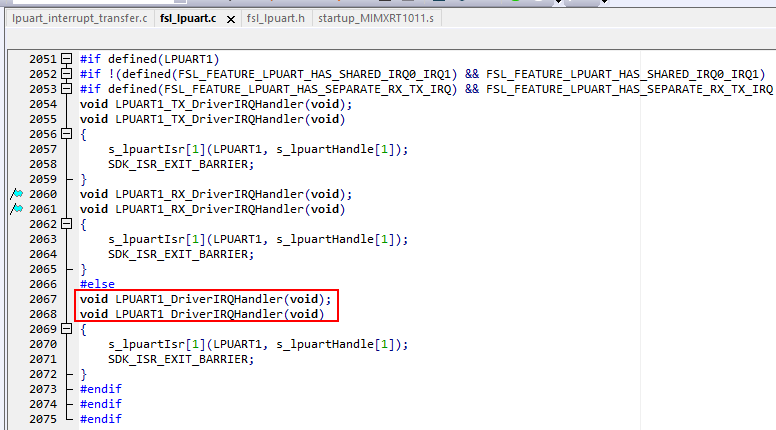 lpuart_interrupt_transfer.c fsl_lpuart.c x fsl_lpuart.h startup_MIMXRT1011.s
2051 #if defined(LPUART1)
2052 #if !(defined(FSL_FEATURE_LPUART_HAS_SHARED_IRQ0_IRQ1) && FSL_FEATURE_LPUART_HAS_SHARED_IRQ0_IRQ1)
2053 #if defined(FSL_FEATURE_LPUART_HAS_SEPARATE_RX_TX_IRQ) && FSL_FEATURE_LPUART_HAS_SEPARATE_RX_TX_IRQ
2054 void LPUART1_TX_DriverIRQHandler(void);
2055 void LPUART1_TX_DriverIRQHandler(void)
2056 {
2057 s_lpuartIsr[1](LPUART1, s_lpuartHandle[1]);
2058 SDK_ISR_EXIT_BARRIER;
2059 }
2060 void LPUART1_RX_DriverIRQHandler(void);
2061 void LPUART1_RX_DriverIRQHandler(void)
2062 {
2063 s_lpuartIsr[1](LPUART1, s_lpuartHandle[1]);
2064 SDK_ISR_EXIT_BARRIER;
2065 }
2066 #else
2067 void LPUART1_DriverIRQHandler(void);
2068 void LPUART1_DriverIRQHandler(void)
2069 {
2070 s_lpuartIsr[1](LPUART1, s_lpuartHandle[1]);
2071 SDK_ISR_EXIT_BARRIER;
2072 }
2073 #endif
2074 #endif
2075 #endif